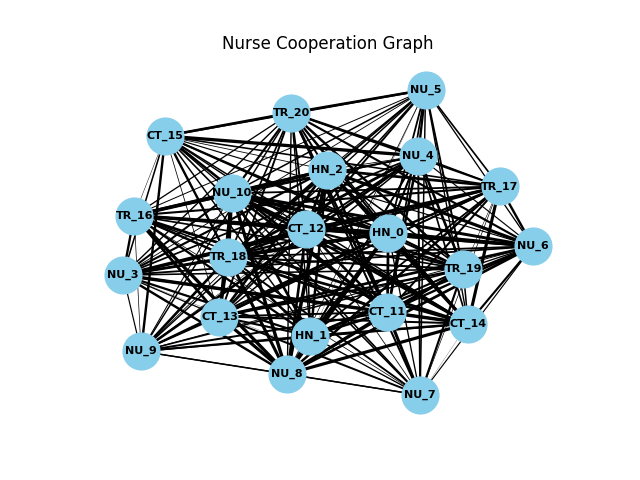 Nurse Cooperation Graph
NU_5
TR_20
CT_15
NU_4
HN_2
TR_17
NU_10
TR_16
CT_12
HN_0
NU_6
TR_18
TR_19
NU_3
CT_11
CT_13
CT_14
HN_1
NU_9
NU_8
NU_7